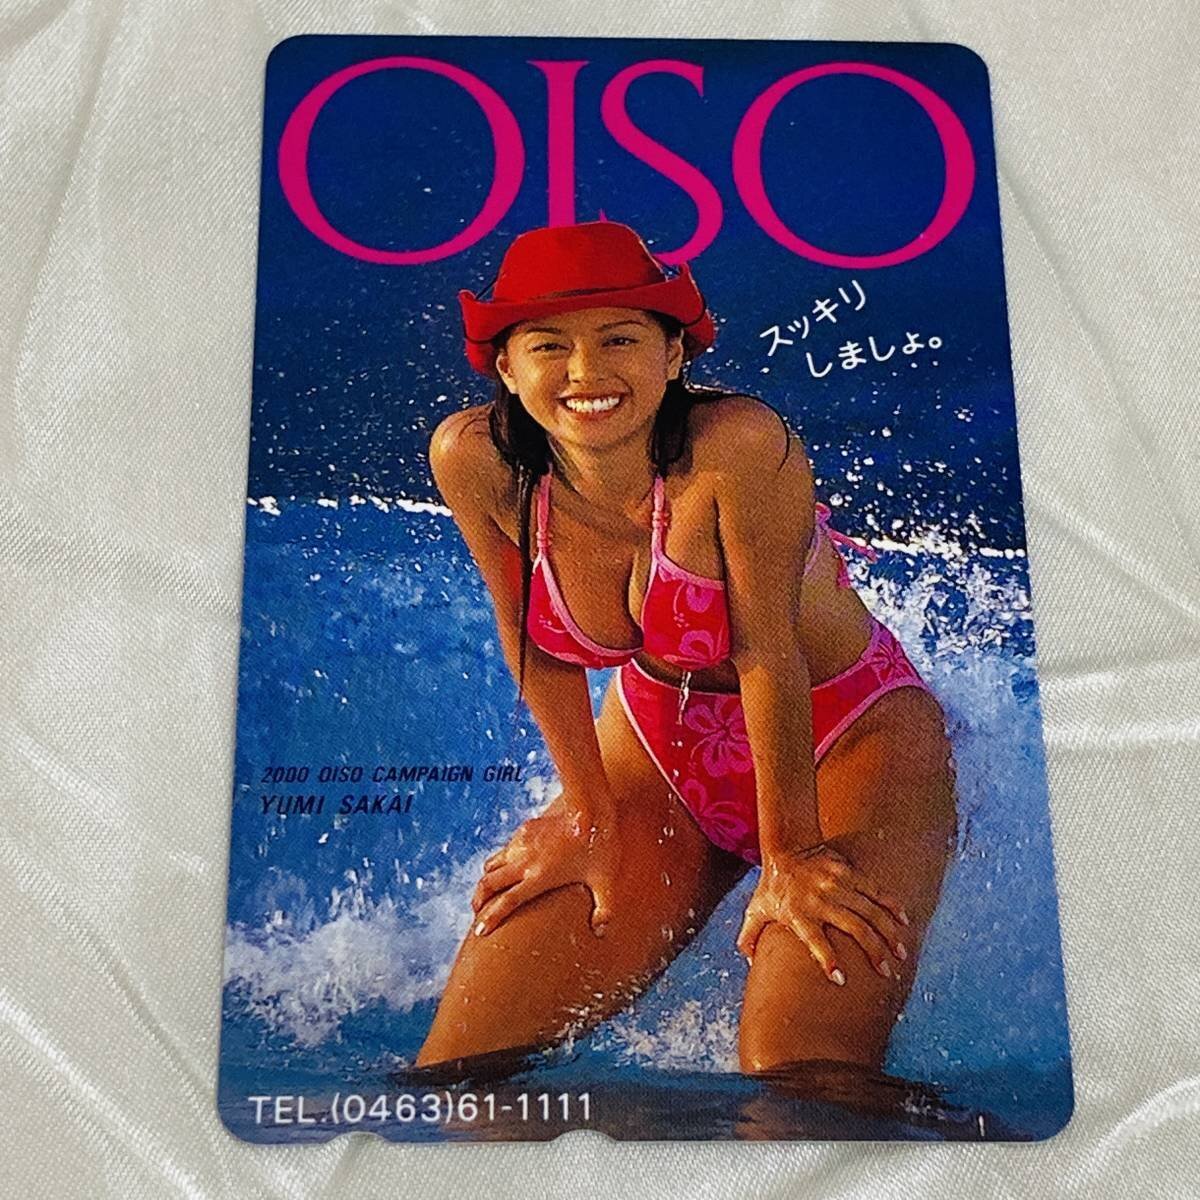 OISO
スッキリ
しましょ。
2000 OISO CAMPAIGN GIRL
YUMI SAKAI
TEL.(0463)61-1111